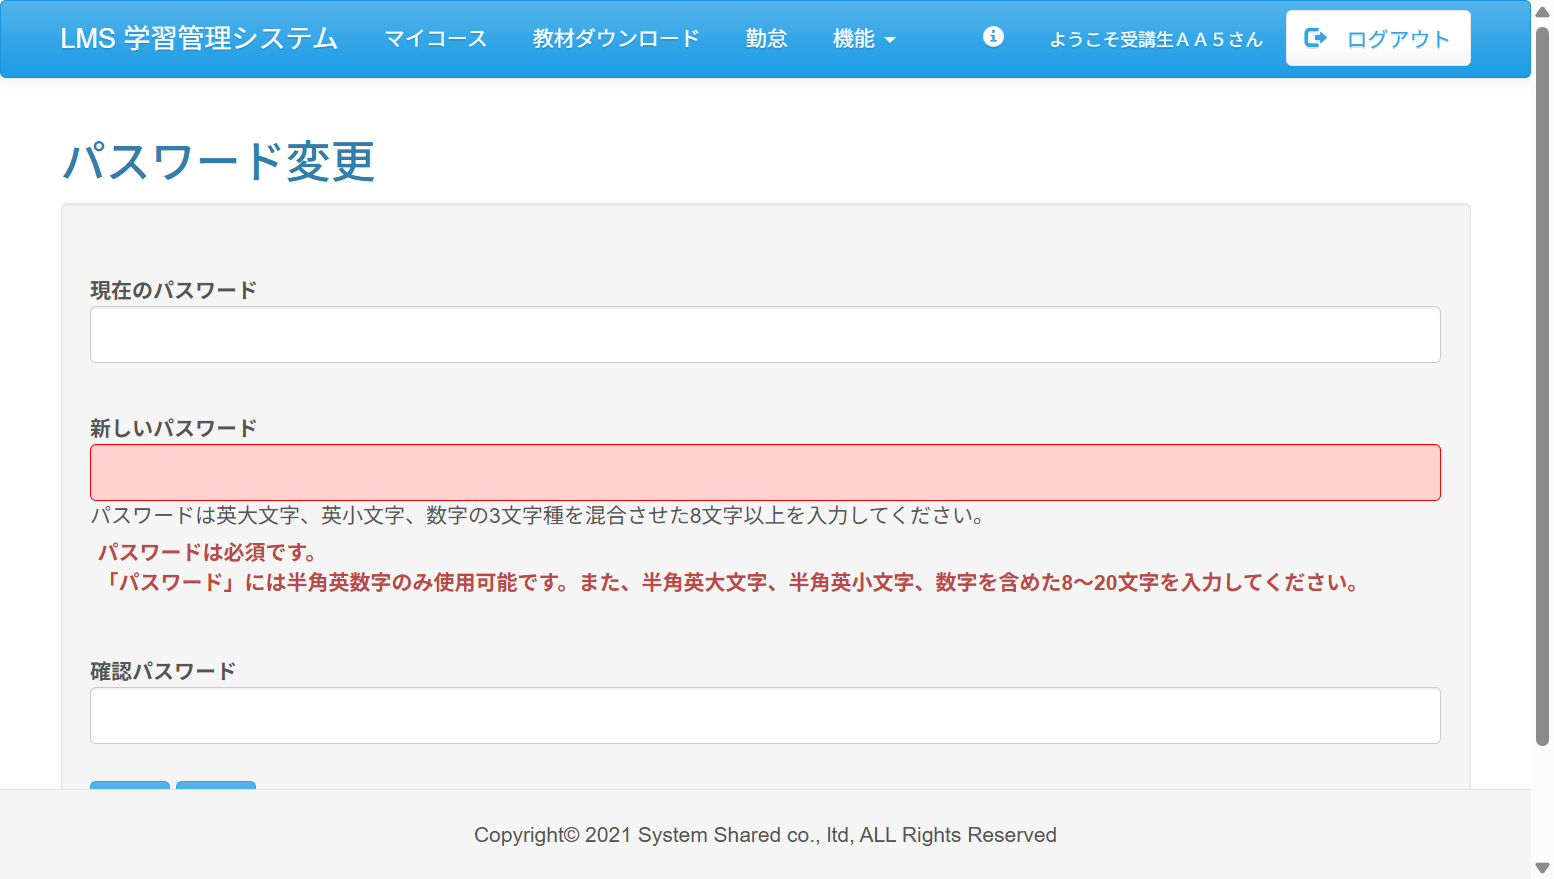 LMS 学習管理システム マイコース 教材ダウンロード 勤怠 機能 ようこそ受講生ＡＡ５さん ログアウト
パスワード変更
現在のパスワード
新しいパスワード
パスワードは英大文字、英小文字、数字の3文字種を混合させた8文字以上を入力してください。
パスワードは必須です。
「パスワード」には半角英数字のみ使用可能です。また、半角英大文字、半角英小文字、数字を含めた8～20文字を入力してください。
確認パスワード
Copyright© 2021 System Shared co., ltd, ALL Rights Reserved